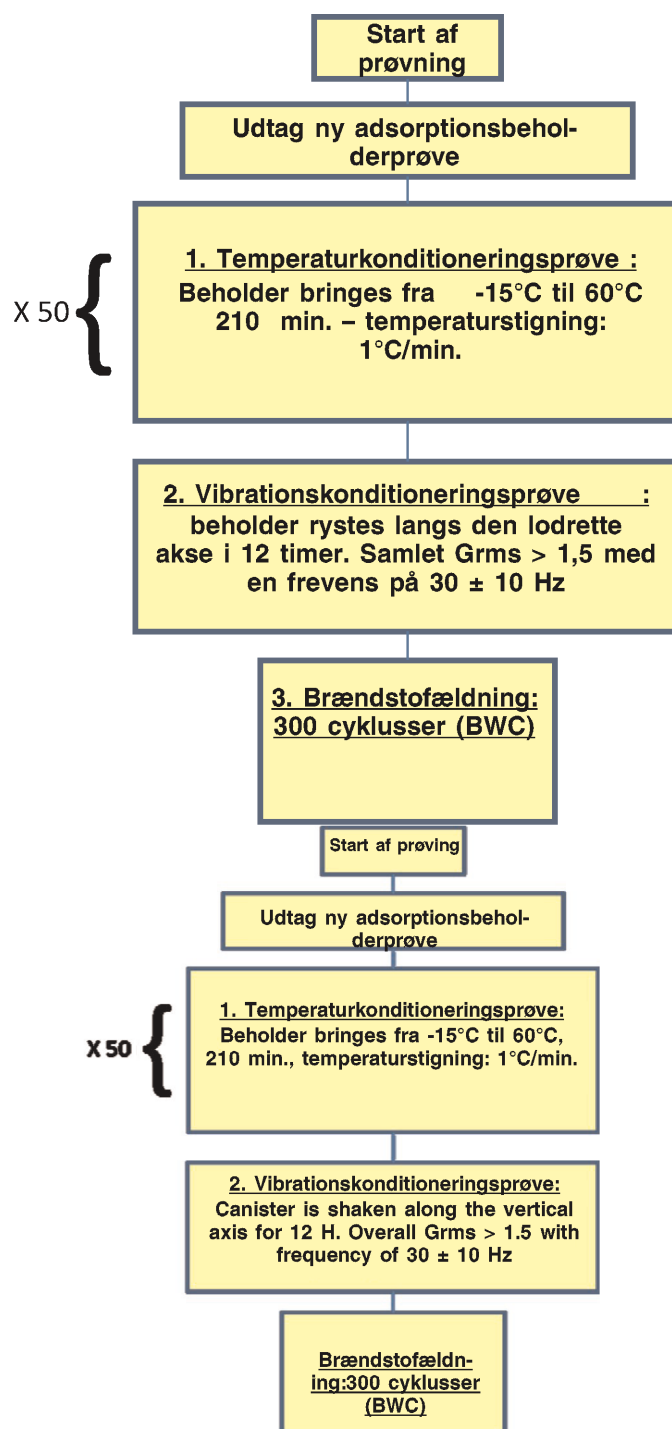 Start af
prøvning
Udtag ny adsorptionsbehol-
derprøve
X 50
1. Temperaturkonditioneringsprøve :
Beholder bringes fra -15°C til 60°C
210 min. – temperaturstigning:
1°C/min.
2. Vibrationskonditioneringsprøve :
beholder rystes langs den lodrette
akse i 12 timer. Samlet Grms > 1,5 med
en frevens på 30 ± 10 Hz
3. Brændstofældning:
300 cyklusser (BWC)
Start af prøving
Udtag ny adsorptionsbehol-
derprøve
X 50
1. Temperaturkonditioneringsprøve:
Beholder bringes fra -15°C til 60°C,
210 min., temperaturstigning: 1°C/min.
2. Vibrationskonditioneringsprøve:
Canister is shaken along the vertical
axis for 12 H. Overall Grms > 1.5 with
frequency of 30 ± 10 Hz
Brændstofældn-
ing:300 cyklusser
(BWC)